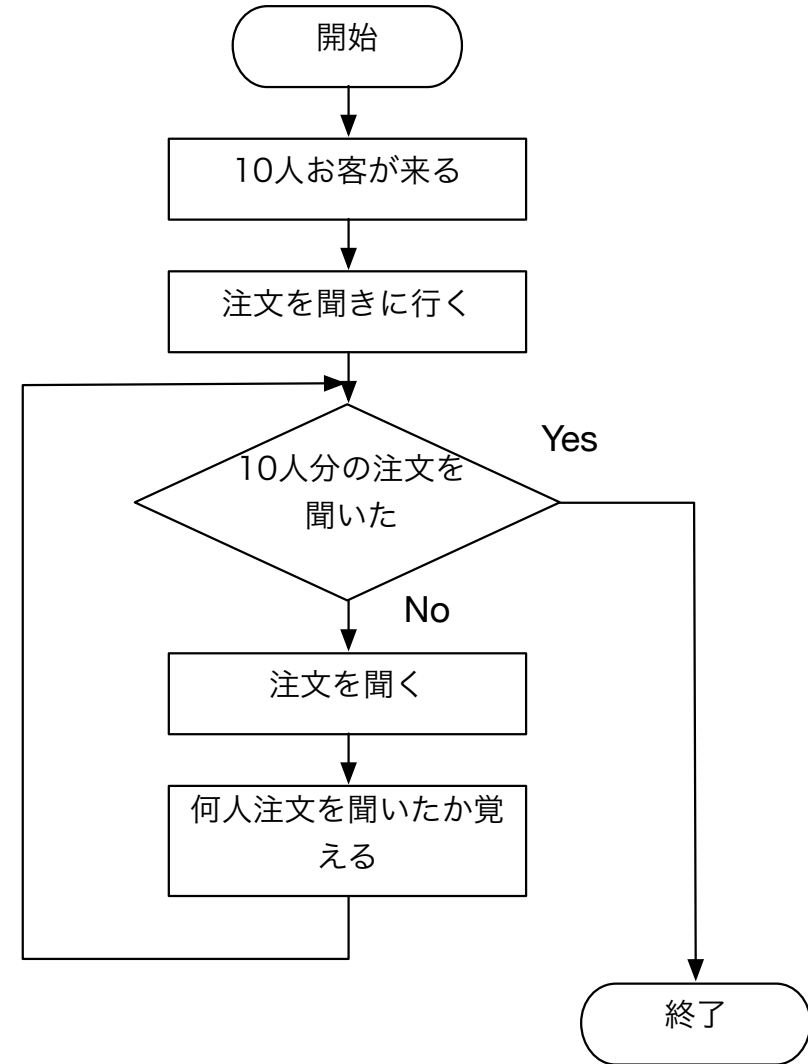 開始
10人お客が来る
注文を聞きに行く
10人分の注文を
聞いた
Yes
No
注文を聞く
何人注文を聞いたか覚
える
終了